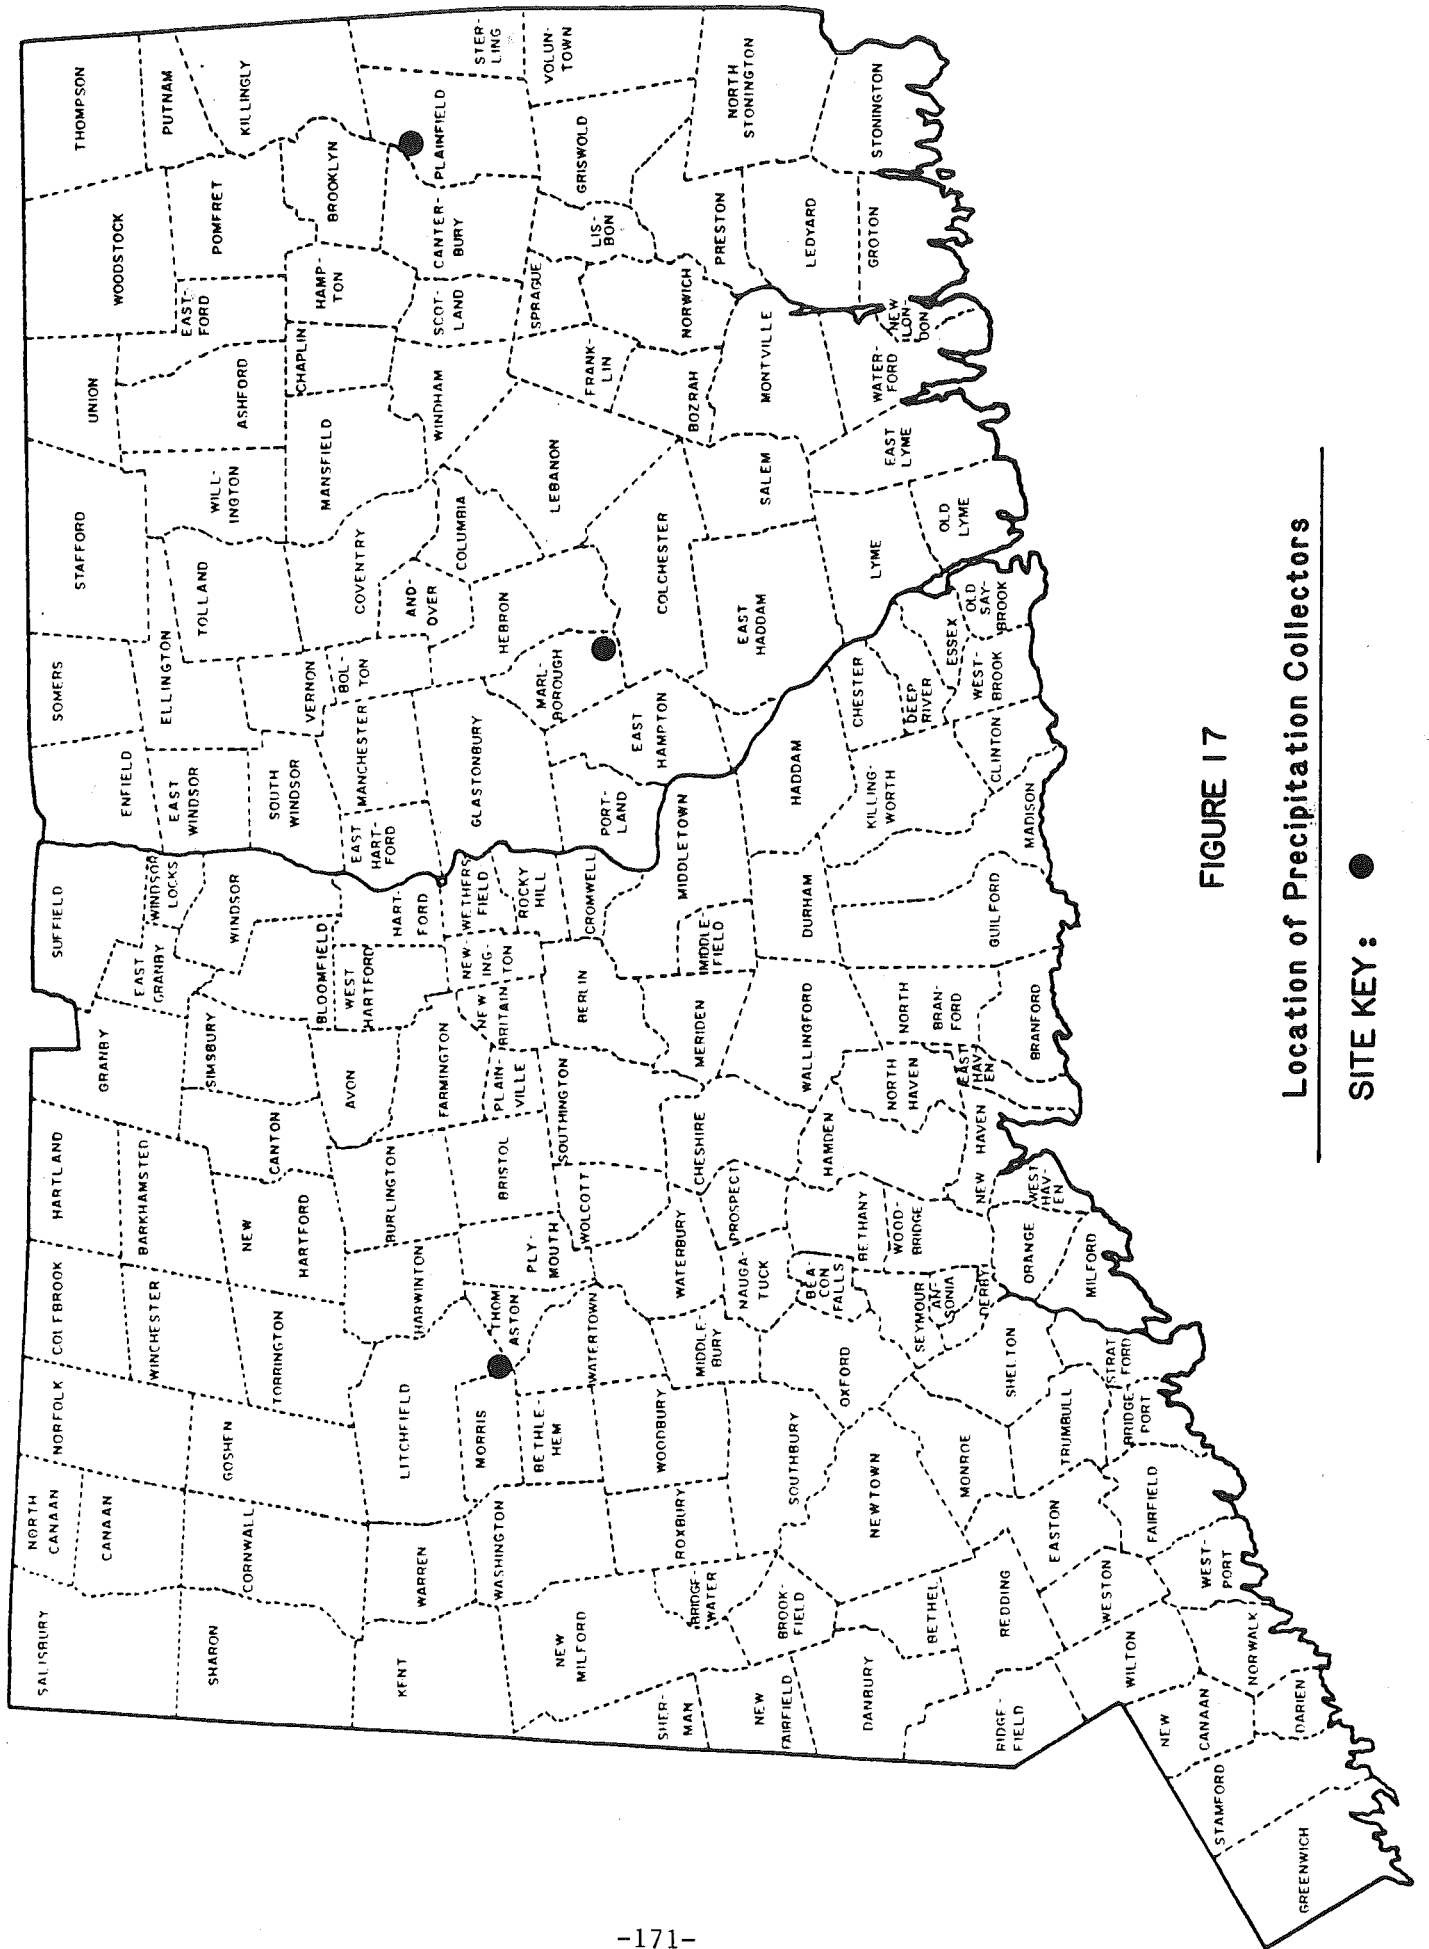 SALISBURY
NORTH
CANAAN
CANAAN
NORFOLK
COLEBROOK
HARTLAND
GRANBY
SUFFIELD
ENFIELD
SOMERS
STAFFORD
UNION
WOODSTOCK
THOMPSON
SHARON
CORNWALL
GOSHEN
WINCHESTER
BARKHAMSTED
EAST
GRANBY
WINDSOR
LOCKS
EAST
WINDSOR
ELLINGTON
TOLLAND
WILL-
INGTON
ASHFORD
EAST-
FORD
POMFRET
PUTNAM
KILLINGLY
TORRINGTON
NEW
HARTFORD
CANTON
SIMSBURY
BLOOMFIELD
WINDSOR
SOUTH
WINDSOR
VERNON
COVENTRY
MANSFIELD
CHAPLIN
HAMP-
TON
BROOKLYN
KENT
WARREN
LITCHFIELD
HARWINTON
BURLINGTON
AVON
FARMINGTON
WEST
HARTFORD
HART-
FORD
EAST
HART-
FORD
MANCHESTER
BOL-
TON
AND-
OVER
COLUMBIA
WINDHAM
SCOT-
LAND
CANTER-
BURY
PLAINFIELD
STER-
LING
VOLUN-
TOWN
NEW
MILFORD
WASHINGTON
MORRIS
BETHLE-
HEM
THOM
ASTON
PLY-
MOUTH
BRISTOL
PLAIN-
VILLE
NEW
BRITAIN
NEW-
ING-
TON
WETHERS
FIELD
ROCKY
HILL
GLASTONBURY
MARL-
BOROUGH
HEBRON
LEBANON
FRANK-
LIN
SPRAGUE
LIS-
BON
GRISWOLD
SHER-
MAN
BRIDGE-
WATER
ROXBURY
WOODBURY
WATERTOWN
WOLCOTT
SOUTHINGTON
BERLIN
CROMWELL
PORT-
LAND
EAST
HAMPTON
COLCHESTER
BOZRAH
NORWICH
PRESTON
NORTH
STONINGTON
NEW
FAIRFIELD
BROOK-
FIELD
SOUTHBURY
MIDDLE-
BURY
WATERBURY
NAUGA-
TUCK
PROSPECT
CHESHIRE
MERIDEN
MIDDLE-
FIELD
MIDDLETOWN
HADDAM
EAST
HADDAM
SALEM
MONTVILLE
LEDYARD
STONINGTON
DANBURY
BETHEL
NEWTOWN
OXFORD
BEA-
CON
FALLS
BETHANY
HAMDEN
WALLINGFORD
DURHAM
KILLING-
WORTH
CHESTER
DEEP
RIVER
ESSEX
LYME
EAST
LYME
WATER-
FORD
NEW
LON-
DON
GROTON
RIDGE-
FIELD
REDDING
MONROE
SHELTON
SEYMOUR
AN-
SONIA
DERBY
WOOD-
BRIDGE
NORTH
HAVEN
NORTH
BRAN-
FORD
GUILFORD
MADISON
CLINTON
WEST-
BROOK
OLD
SAY-
BROOK
OLD
LYME
EASTON
TRUMBULL
ORANGE
NEW HAVEN
WEST
HAV-
EN
EAST
HAV-
EN
BRANFORD
WILTON
WESTON
FAIRFIELD
BRIDGE-
PORT
STRAT
FORD
MILFORD
NEW
CANAAN
NORWALK
WEST-
PORT
DARIEN
STAMFORD
GREENWICH
FIGURE 17
Location of Precipitation Collectors
SITE KEY:
-171-